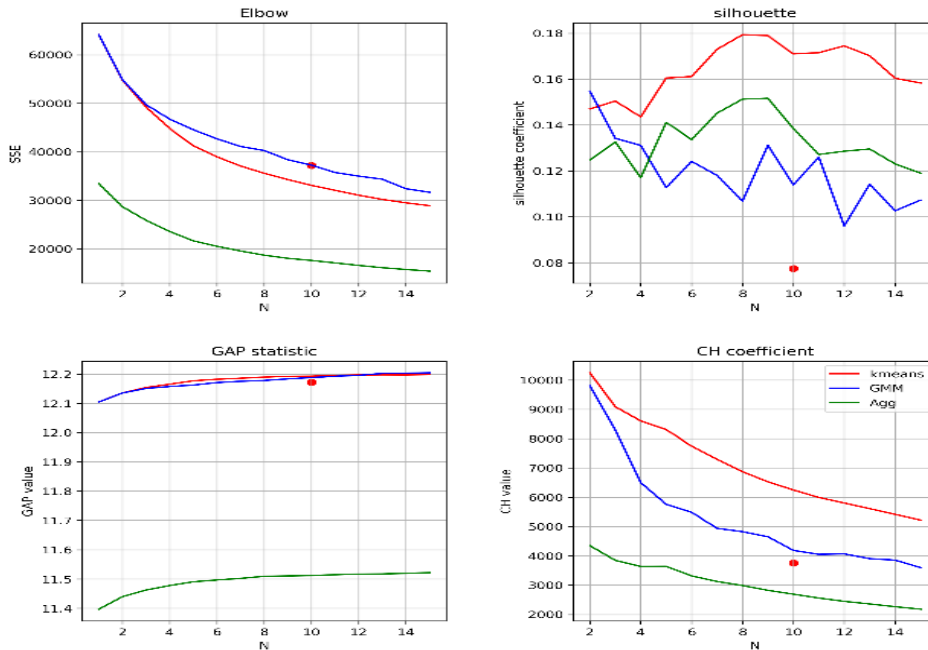 Elbow
60000
50000
40000
30000
20000
SSE
2 4 6 8 10 12 14
N
silhouette
0.18
0.16
0.14
0.12
0.10
0.08
silhouette coefficient
2 4 6 8 10 12 14
N
GAP statistic
12.2
12.1
12.0
11.9
11.8
11.7
11.6
11.5
11.4
GAP value
2 4 6 8 10 12 14
N
CH coefficient
10000
9000
8000
7000
6000
5000
4000
3000
2000
CH value
kmeans
GMM
Agg
2 4 6 8 10 12 14
N